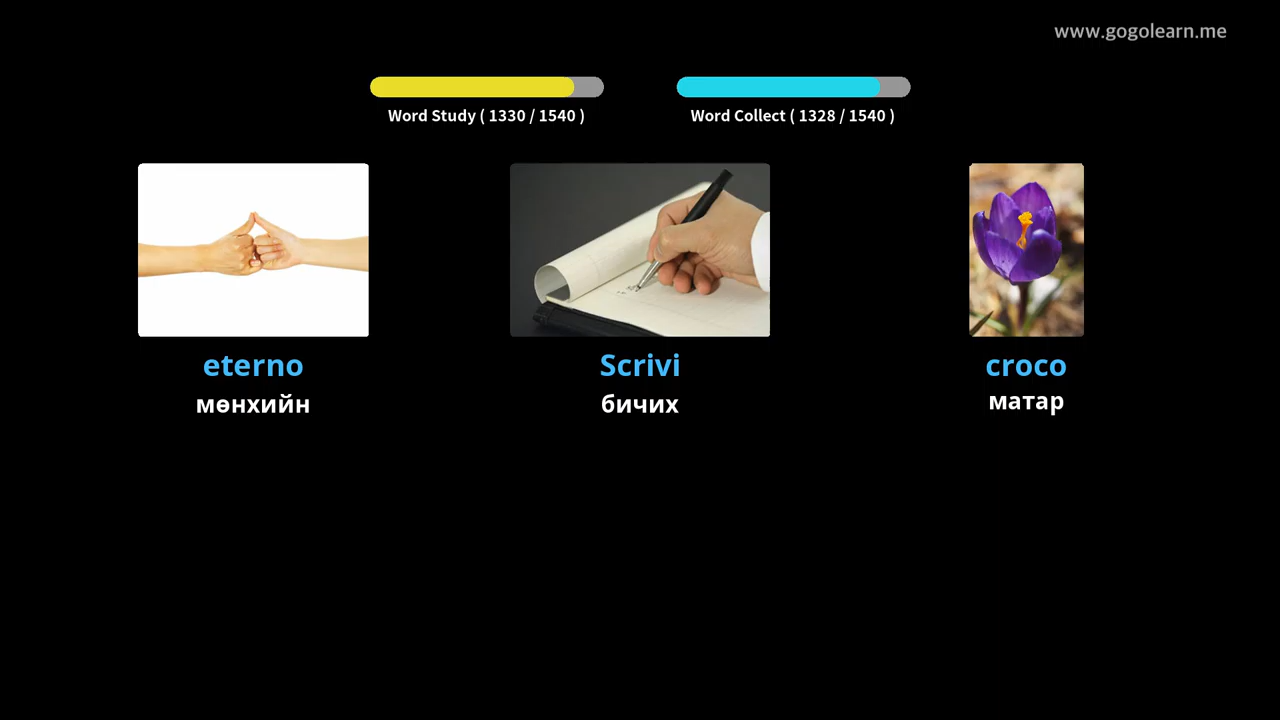 www.gogolearn.me
Word Study ( 1330 / 1540 )
Word Collect ( 1328 / 1540 )
eterno
мөнхийн
Scrivi
бичих
croco
матар